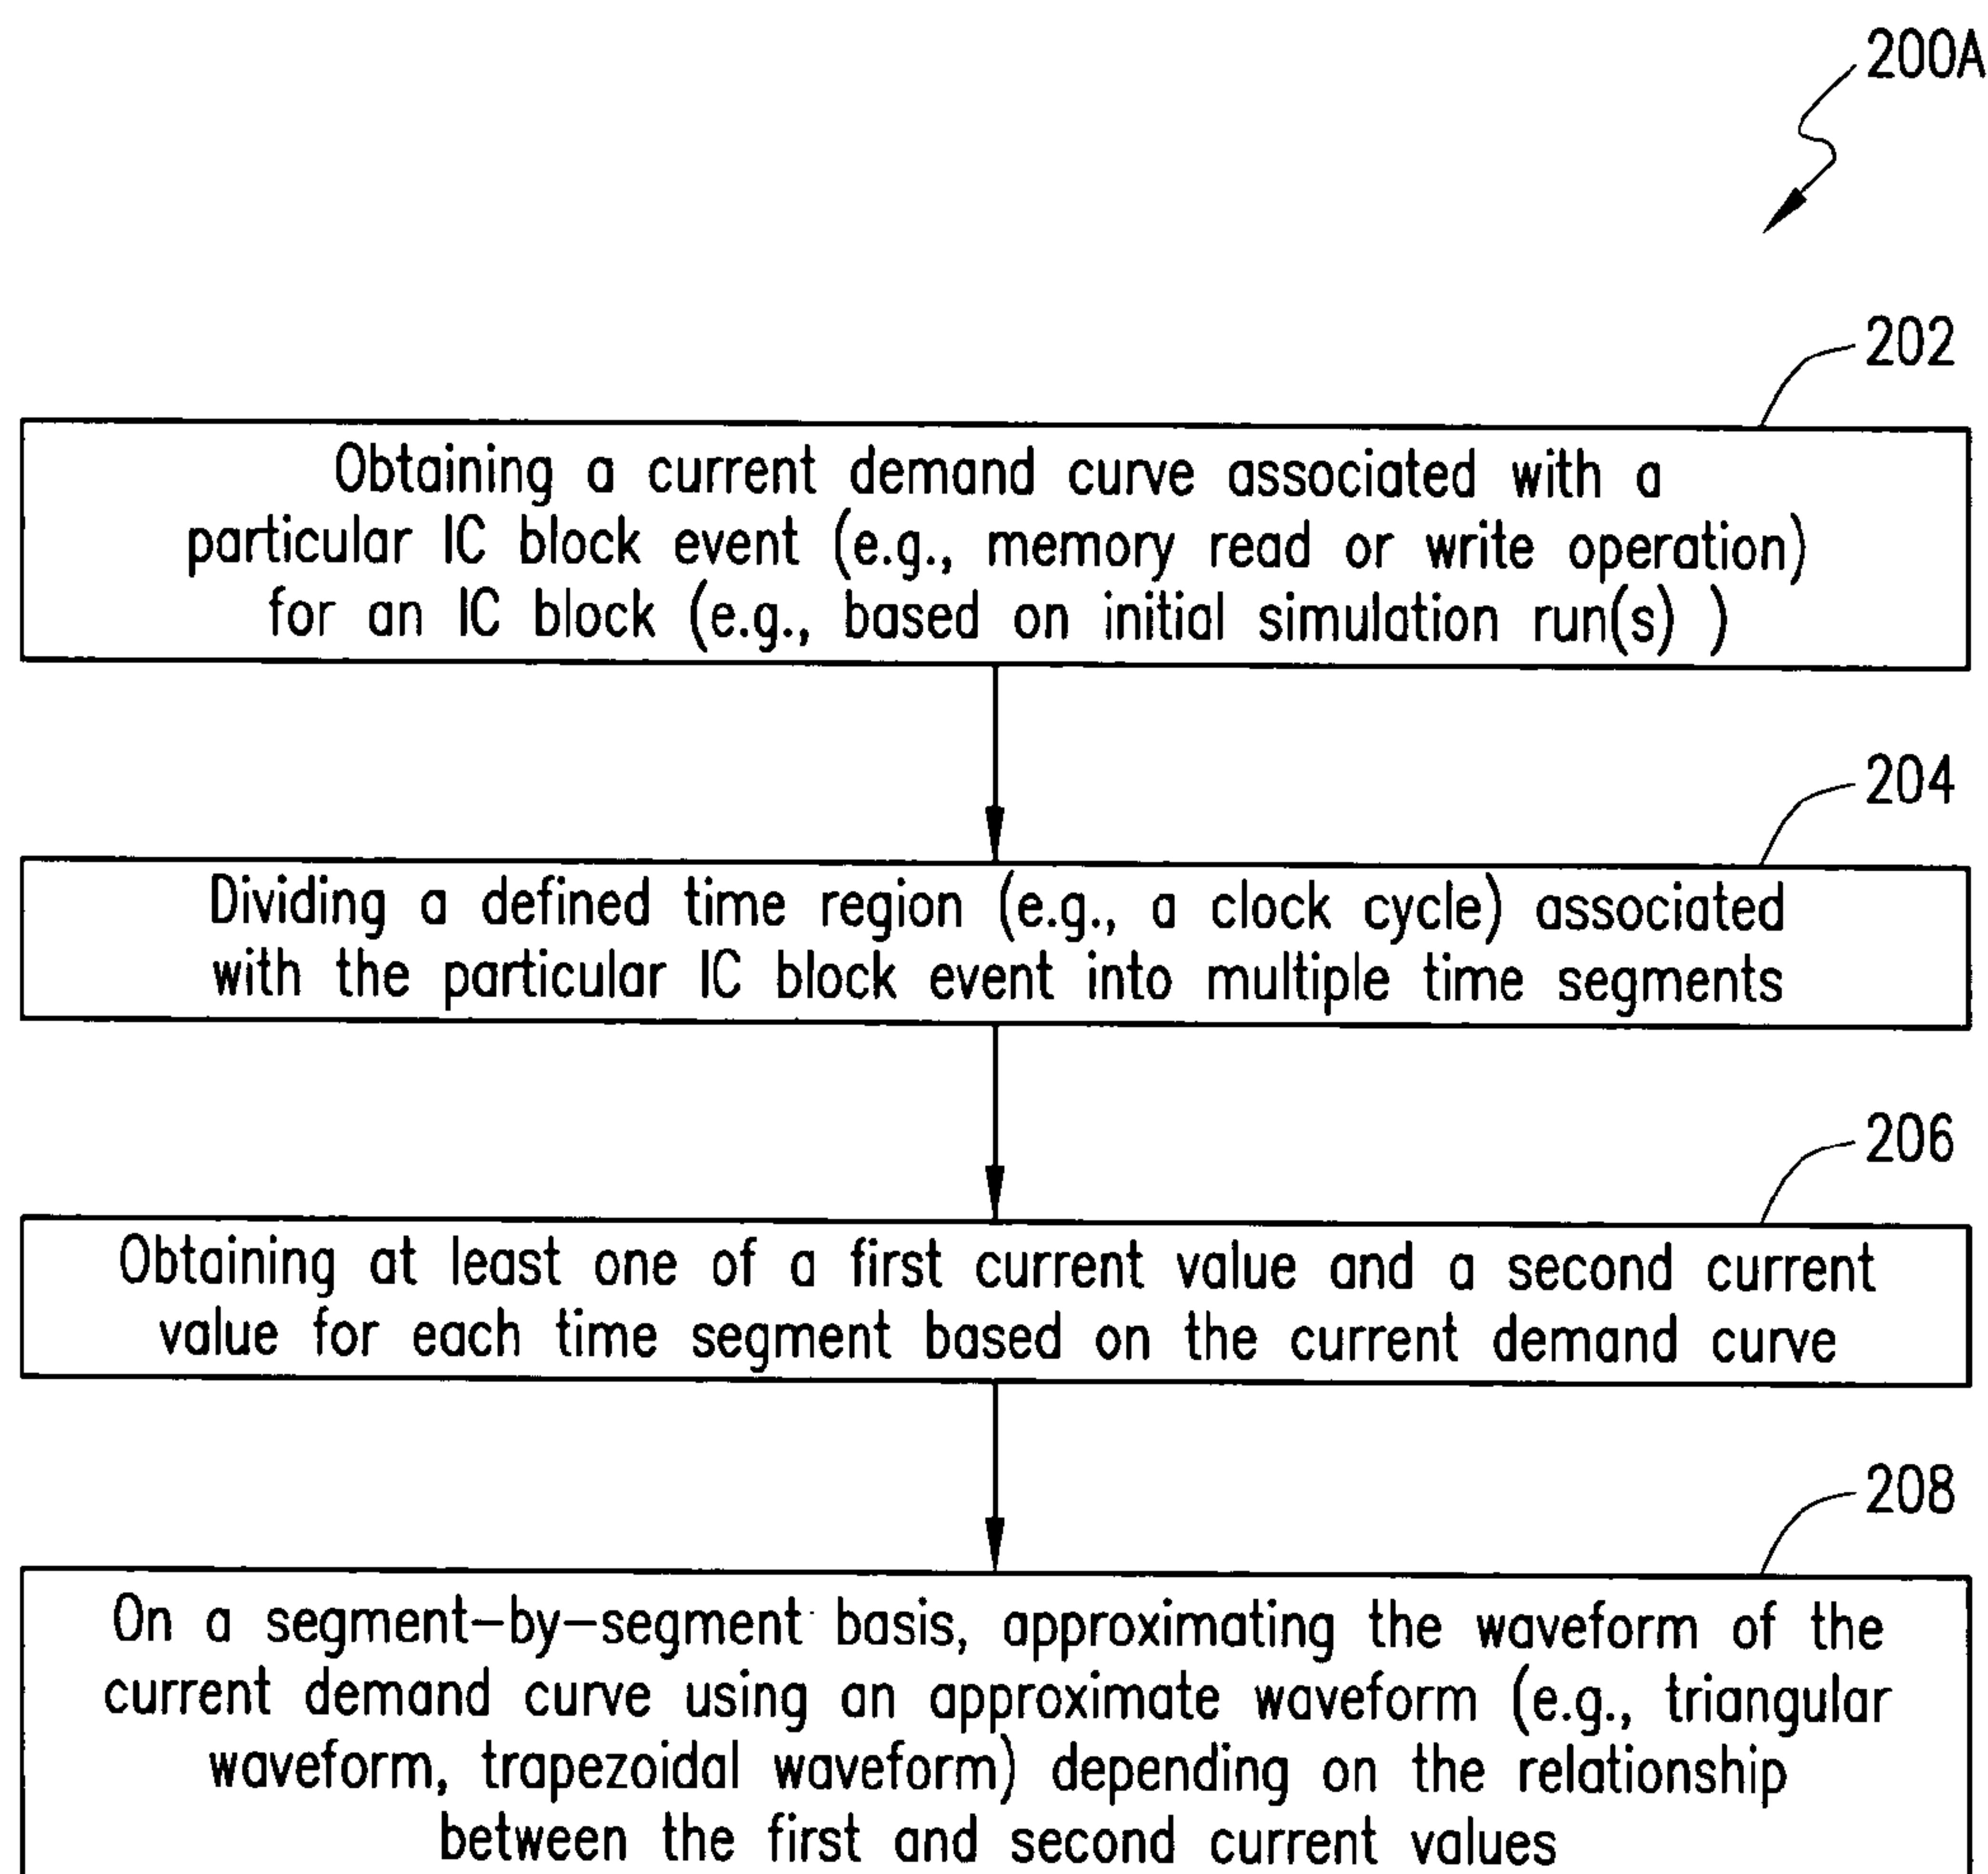 200A
202
Obtaining a current demand curve associated with a
particular IC block event (e.g., memory read or write operation)
for an IC block (e.g., based on initial simulation run(s) )
204
Dividing a defined time region (e.g., a clock cycle) associated
with the particular IC block event into multiple time segments
206
Obtaining at least one of a first current value and a second current
value for each time segment based on the current demand curve
208
On a segment-by-segment basis, approximating the waveform of the
current demand curve using an approximate waveform (e.g., triangular
waveform, trapezoidal waveform) depending on the relationship
between the first and second current values